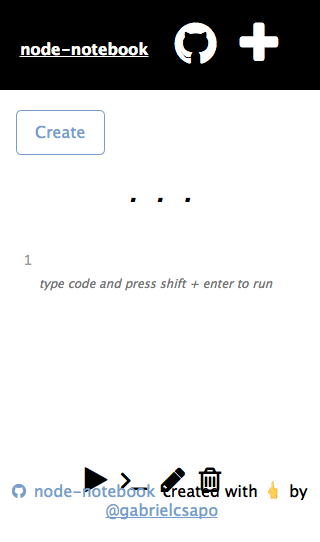 node-notebook
Create
. . .
1
type code and press shift + enter to run
>_
node-notebook created with 👆 by
@gabrielcsapo